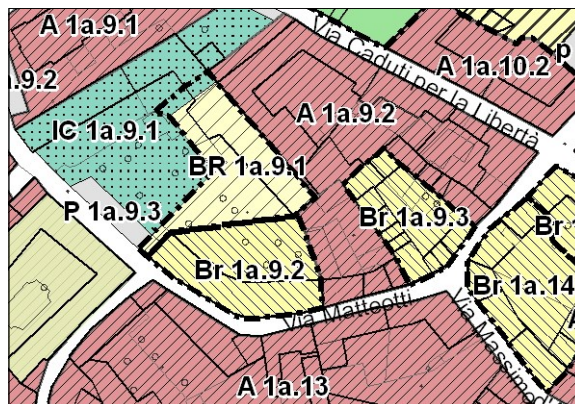 A 1a.9.1
a.9.2
Via Caduti per la Libertà
p
A 1a.10.2
IC 1a.9.1
A 1a.9.2
BR 1a.9.1
P 1a.9.3
Br 1a.9.3
Br 1a.9.2
Br 1
Br 1a.14
Via Matteotti
Via Massimo
A 1a.13